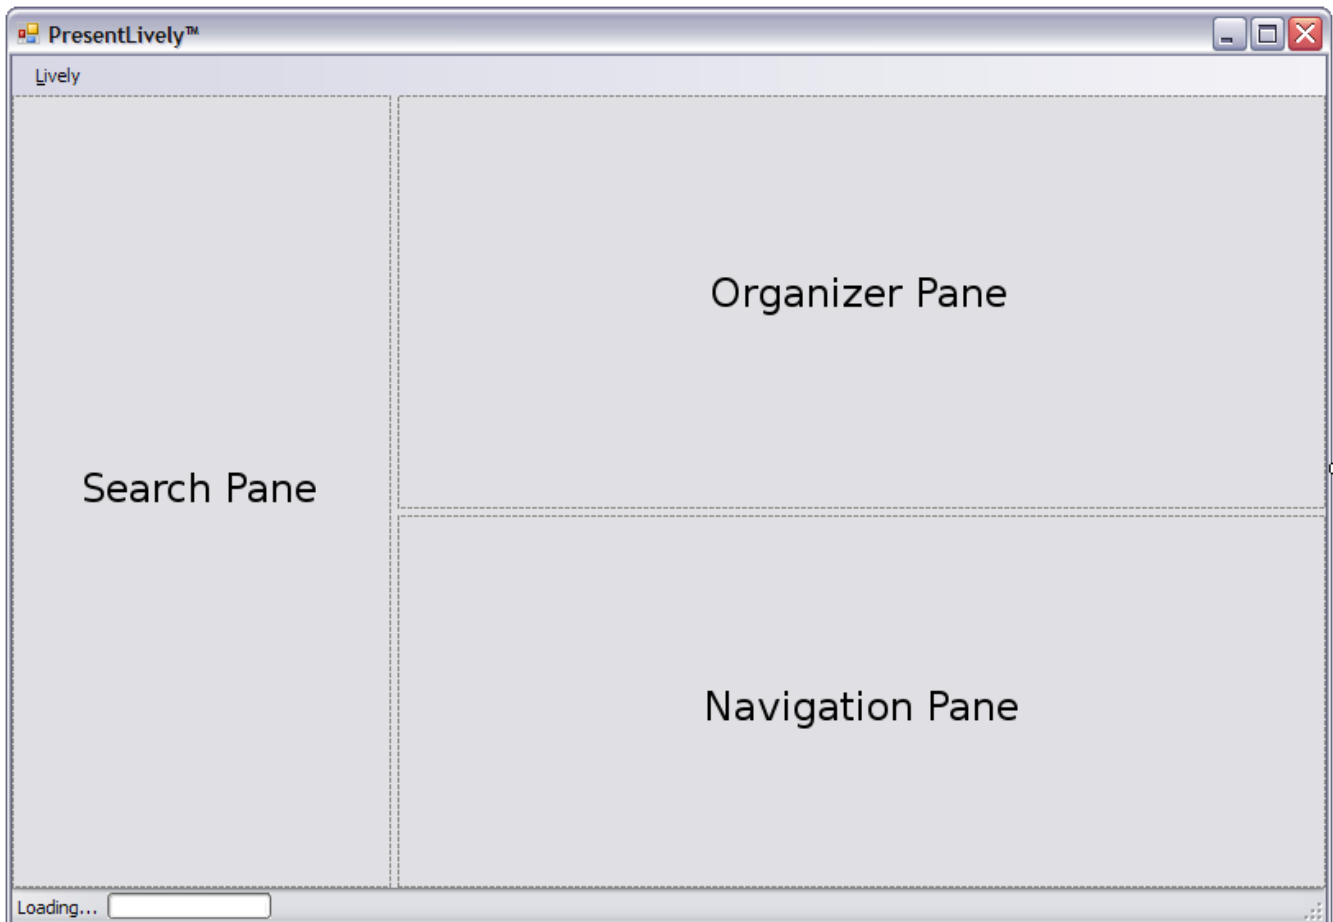 PresentLively™
Lively
Organizer Pane
Search Pane
Navigation Pane
Loading...